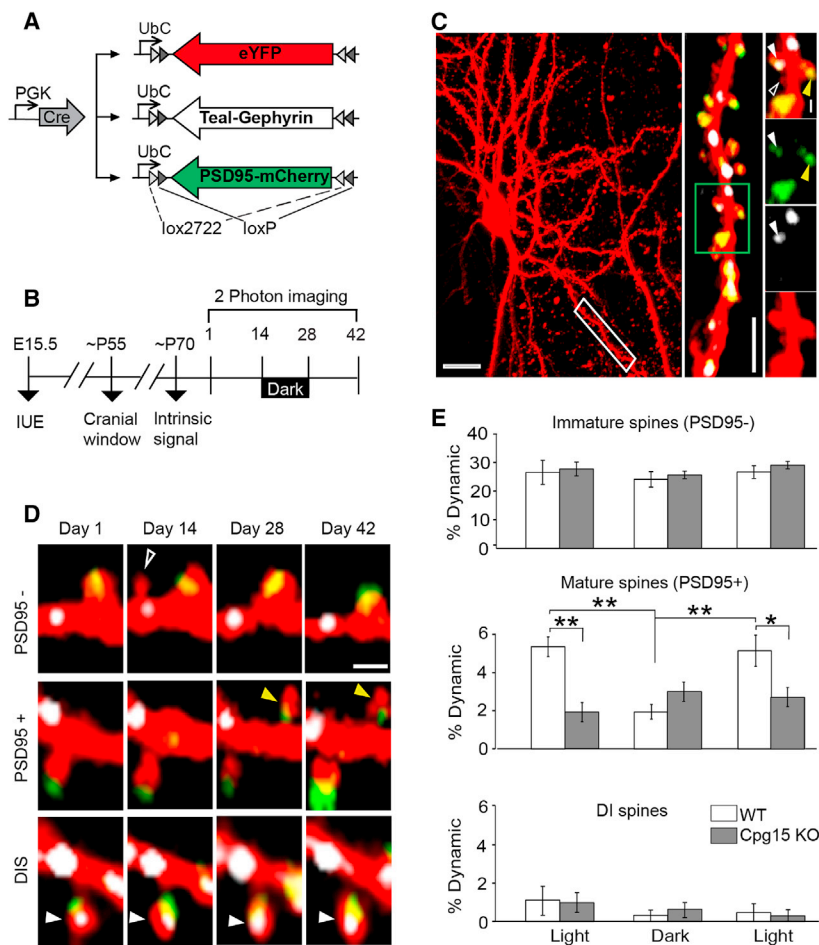 A
PGK
Cre
UbC
eYFP
UbC
Teal-Gephyrin
UbC
PSD95-mCherry
lox2722 loxP
B
2 Photon imaging
E15.5 ~P55 ~P70 1 14 28 42
Dark
IUE Cranial window Intrinsic signal
C
D
Day 1 Day 14 Day 28 Day 42
PSD95 -
PSD95 +
DIS
E
Immature spines (PSD95-)
% Dynamic
40
30
20
10
0
Mature spines (PSD95+)
% Dynamic
6
4
2
0
** ** ** *
DI spines
% Dynamic
6
4
2
0
WT
Cpg15 KO
Light Dark Light